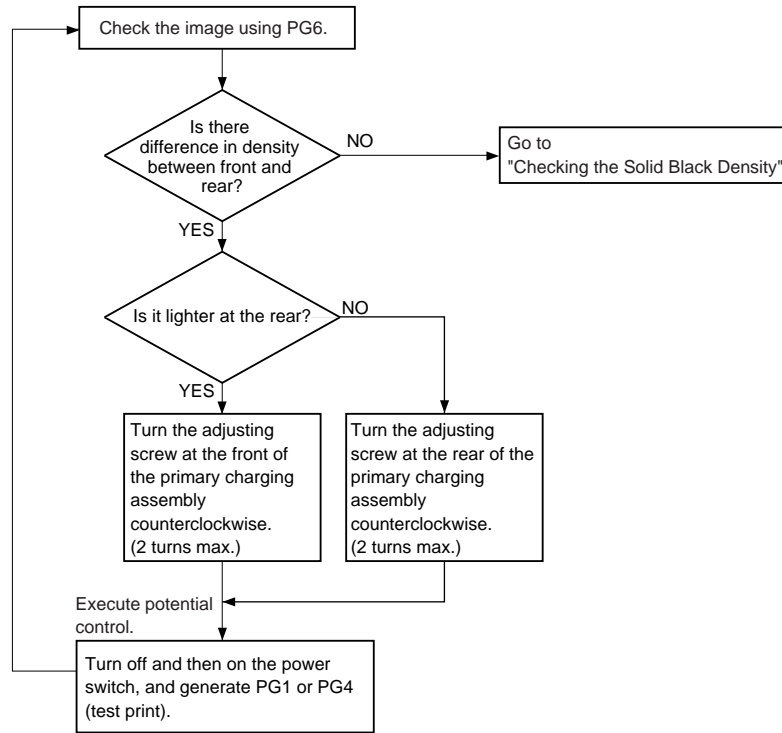 Check the image using PG6.
Is there
difference in density
between front and
rear?
NO
Go to
"Checking the Solid Black Density"
YES
Is it lighter at the rear?
NO
YES
Turn the adjusting
screw at the front of
the primary charging
assembly
counterclockwise.
(2 turns max.)
Turn the adjusting
screw at the rear of the
primary charging
assembly
counterclockwise.
(2 turns max.)
Execute potential
control.
Turn off and then on the power
switch, and generate PG1 or PG4
(test print).